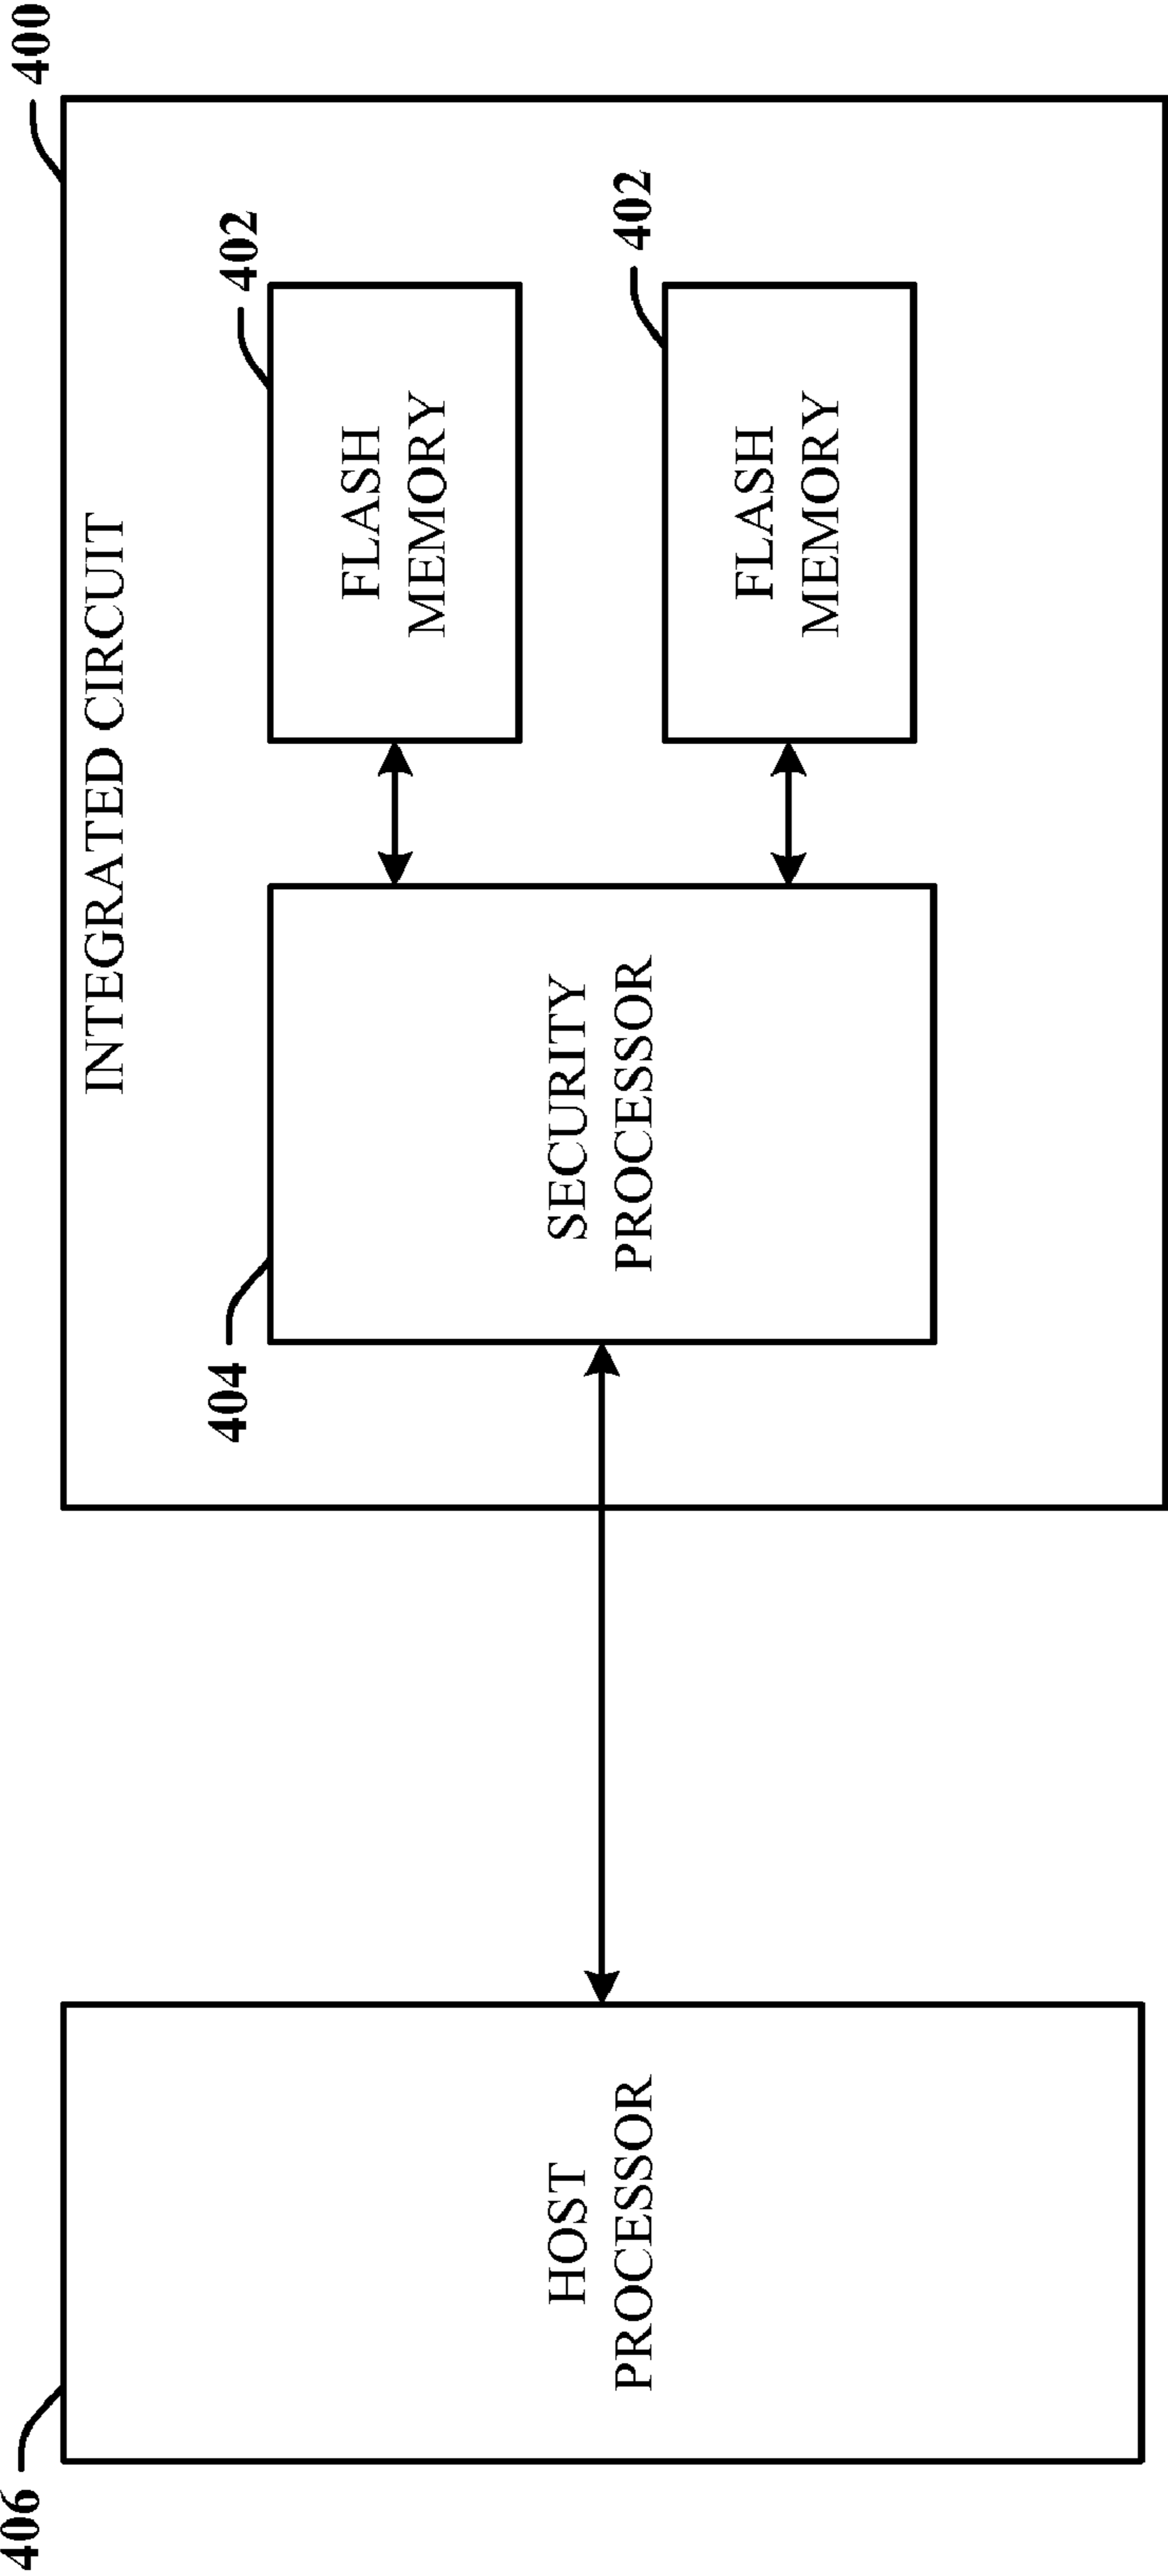 400
INTEGRATED CIRCUIT
402
FLASH
MEMORY
402
FLASH
MEMORY
404
SECURITY
PROCESSOR
406
HOST
PROCESSOR